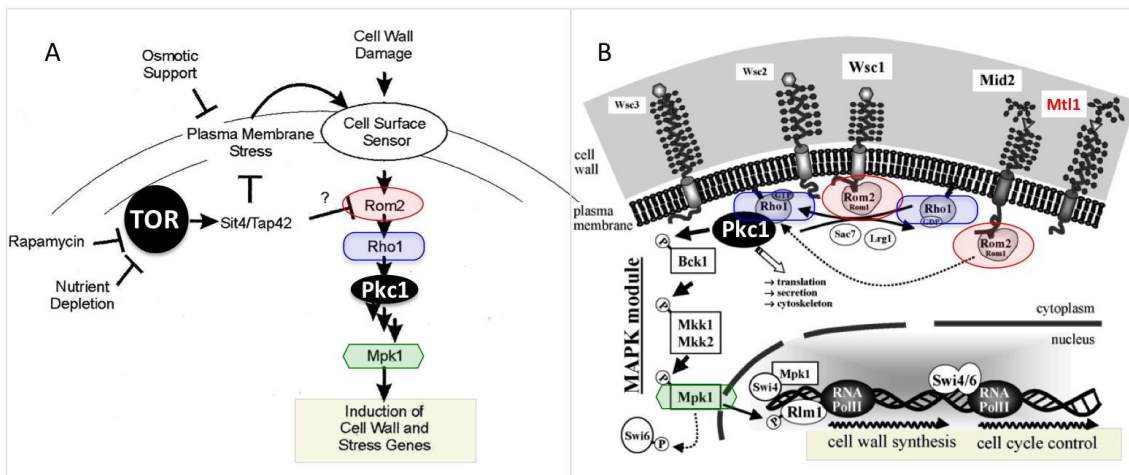 A
Cell Wall
Damage
Osmotic
Support
Plasma Membrane
Stress
Cell Surface
Sensor
?
Rom2
TOR
Sit4/Tap42
Rapamycin
Rho1
Nutrient
Depletion
Pkc1
Mpk1
Induction of
Cell Wall and
Stress Genes
B
Wsc3
Wsc2
Wsc1
Mid2
Mtl1
cell
wall
plasma
membrane
GTP
Rho1
Rom2
Rom1
Rho1
GDP
Pkc1
Sac7
Lrg1
Rom2
Rom1
P
Bck1
→ translation
→ secretion
→ cytoskeleton
MAPK module
P
Mkk1
Mkk2
P
Mpk1
Swi6
P
cytoplasm
nucleus
Swi4
Mpk1
P
Rlm1
RNA
PolII
Swi4/6
RNA
PolII
cell wall synthesis
cell cycle control